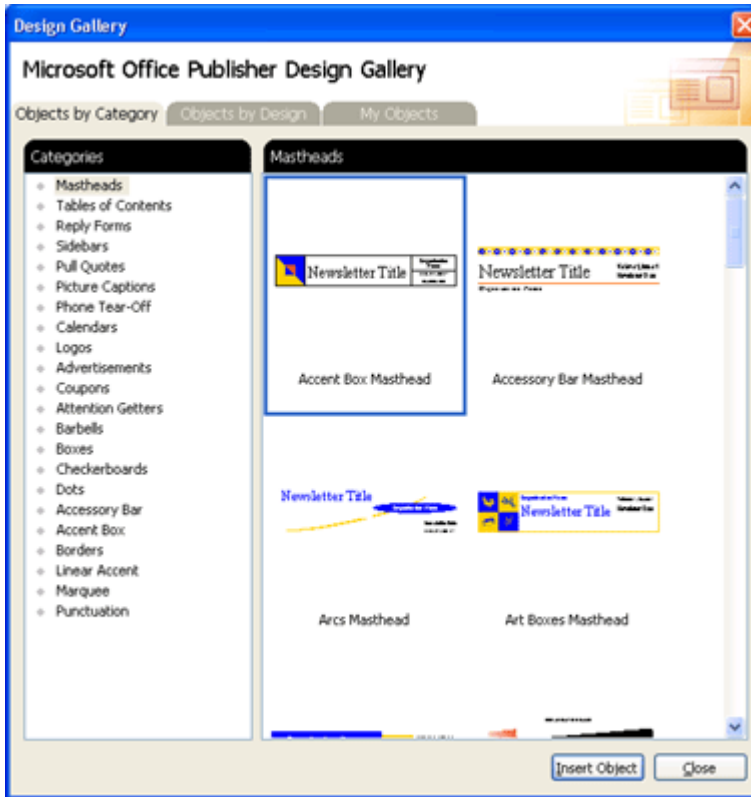 Design Gallery
Microsoft Office Publisher Design Gallery
Objects by Category Objects by Design My Objects
Categories
Mastheads
Tables of Contents
Reply Forms
Sidebars
Pull Quotes
Picture Captions
Phone Tear-Off
Calendars
Logos
Advertisements
Coupons
Attention Getters
Barbells
Boxes
Checkerboards
Dots
Accessory Bar
Accent Box
Borders
Linear Accent
Marquee
Punctuation
Mastheads
Newsletter Title
Accent Box Masthead
Newsletter Title
Accessory Bar Masthead
Newsletter Title
Arcs Masthead
Newsletter Title
Art Boxes Masthead
Insert Object Close